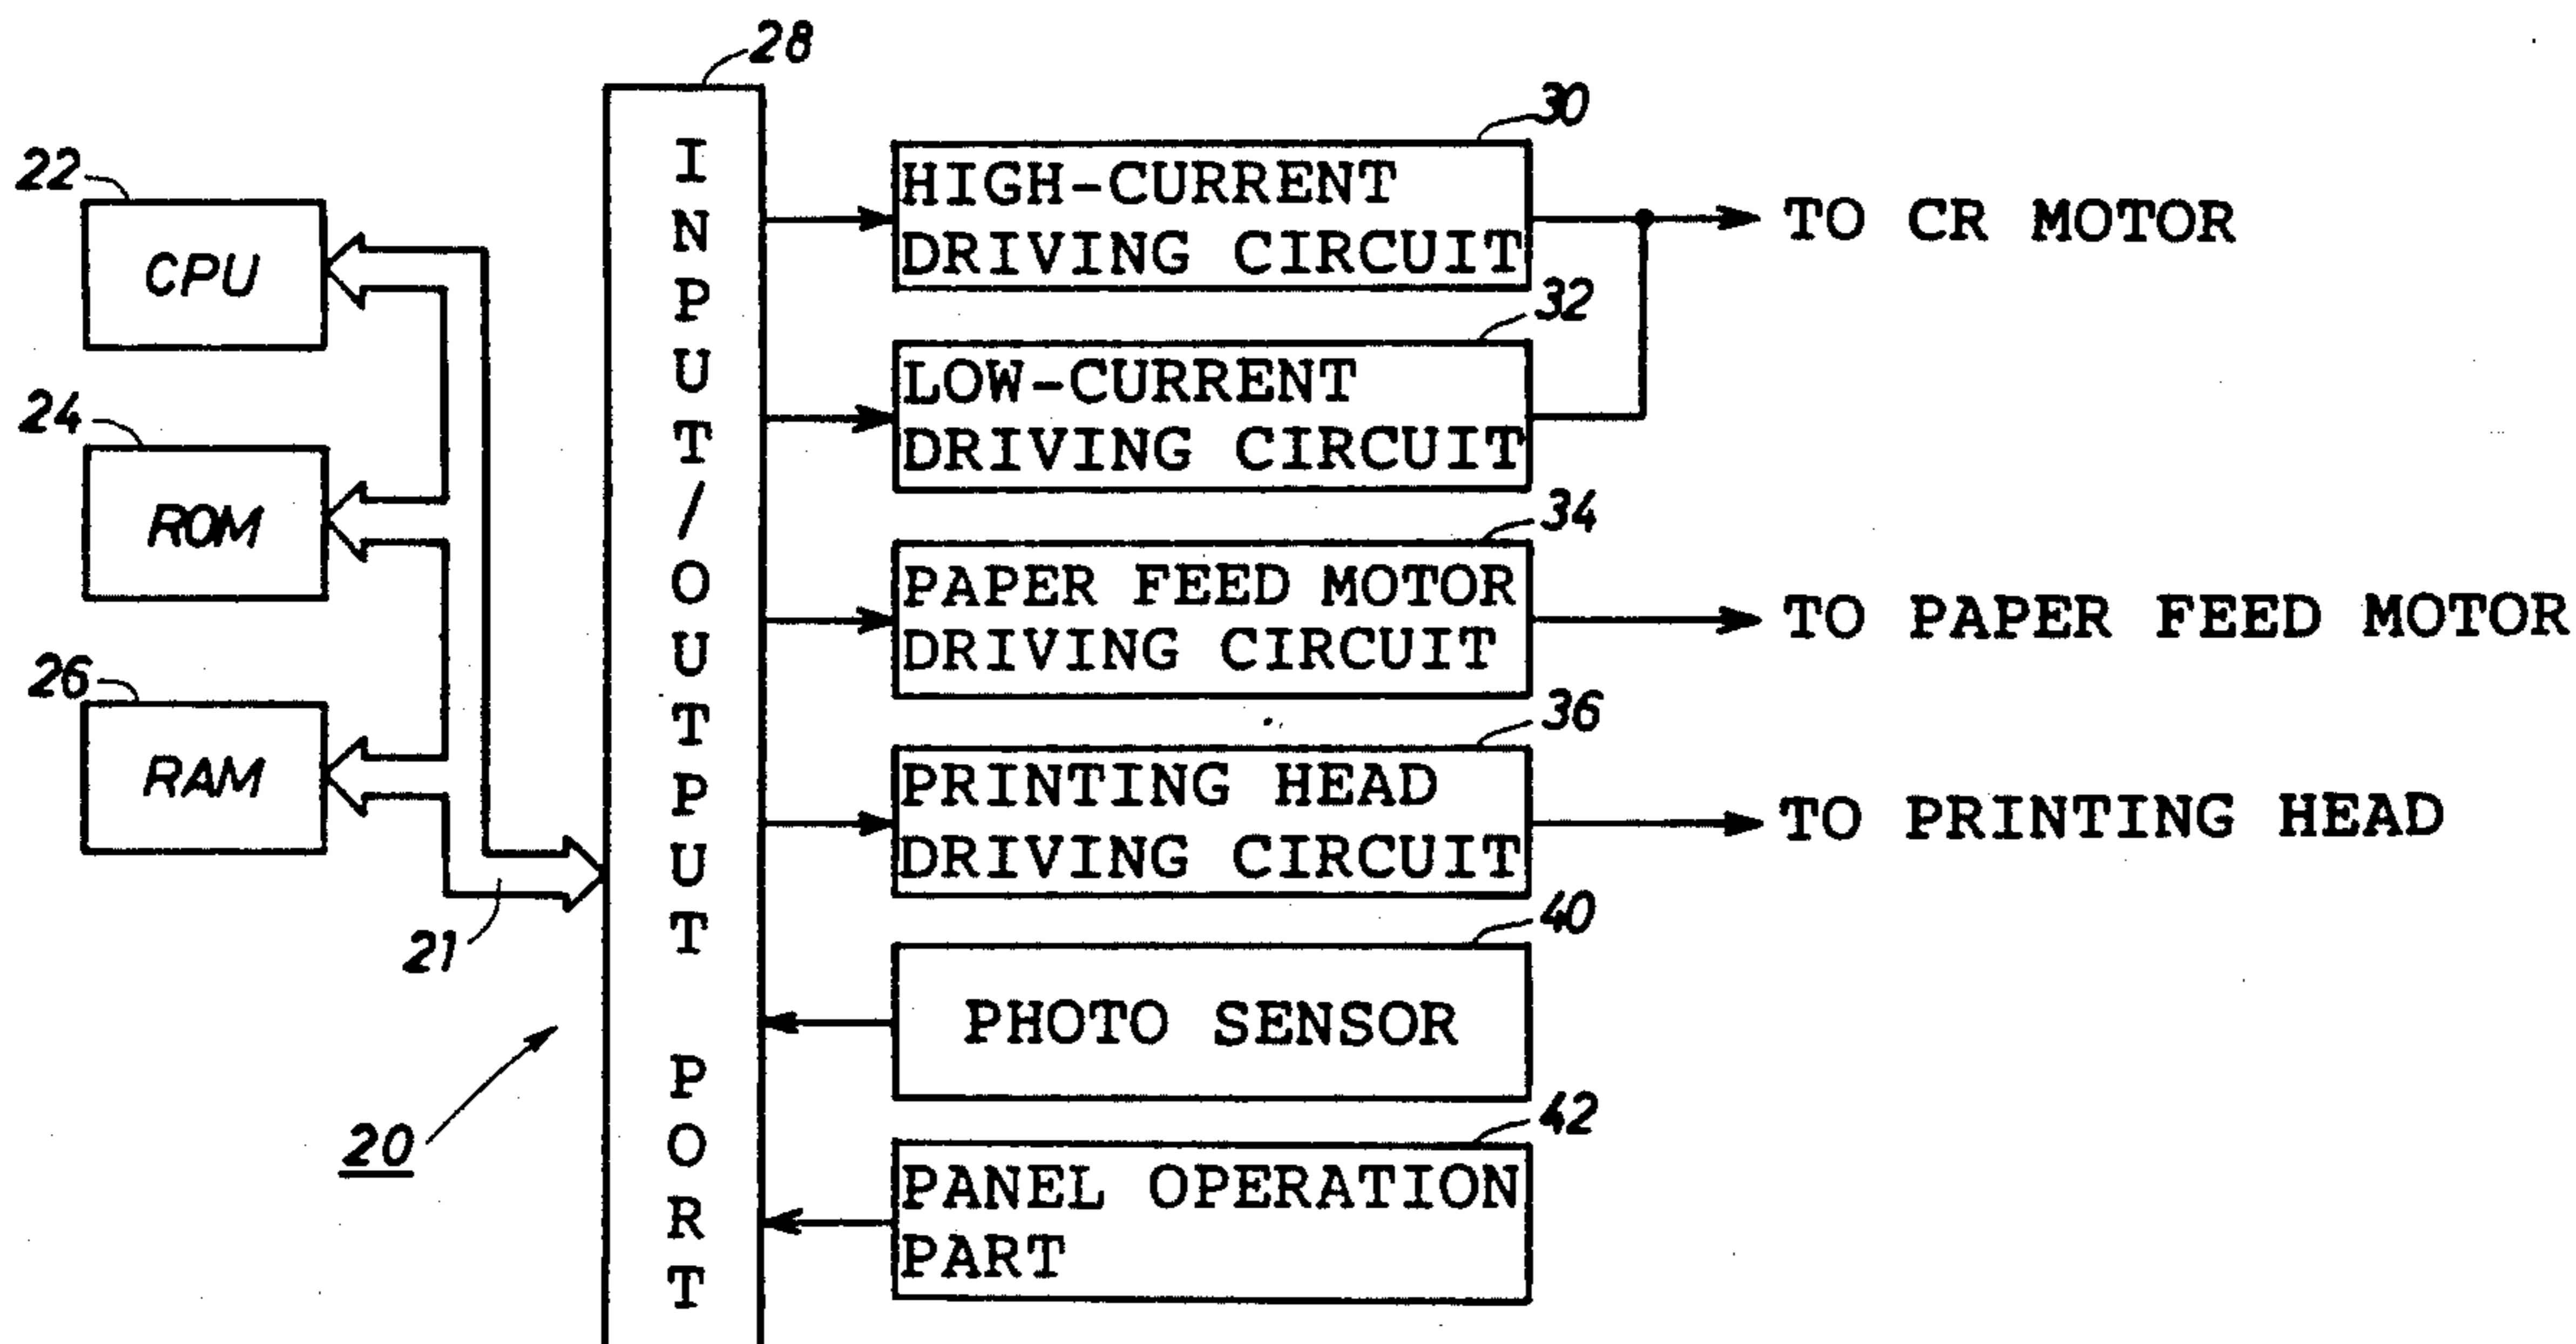 28
INPUT/OUTPUT PORT
22
CPU
24
ROM
26
RAM
21
20
30
HIGH-CURRENT
DRIVING CIRCUIT
TO CR MOTOR
32
LOW-CURRENT
DRIVING CIRCUIT
34
PAPER FEED MOTOR
DRIVING CIRCUIT
TO PAPER FEED MOTOR
36
PRINTING HEAD
DRIVING CIRCUIT
TO PRINTING HEAD
40
PHOTO SENSOR
42
PANEL OPERATION
PART